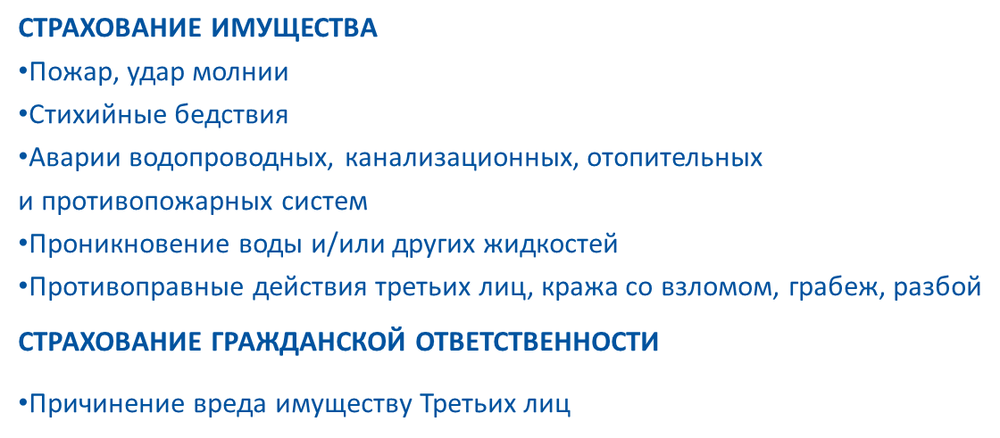 СТРАХОВАНИЕ ИМУЩЕСТВА
•Пожар, удар молнии
•Стихийные бедствия
•Аварии водопроводных, канализационных, отопительных
и противопожарных систем
•Проникновение воды и/или других жидкостей
•Противоправные действия третьих лиц, кража со взломом, грабеж, разбой
СТРАХОВАНИЕ ГРАЖДАНСКОЙ ОТВЕТСТВЕННОСТИ
•Причинение вреда имуществу Третьих лиц